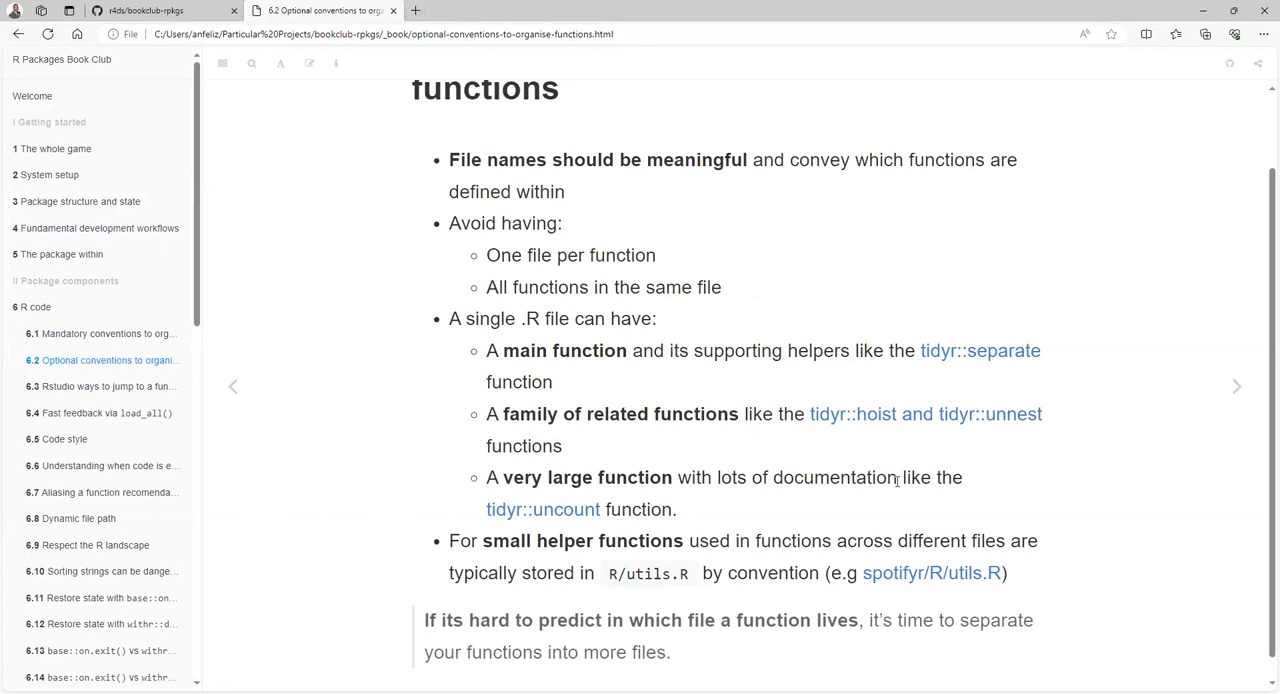 r4ds/bookclub-rpkgs
6.2 Optional conventions to orga
File
C:/Users/anfeliz/Particular%20Projects/bookclub-rpkgs/_book/optional-conventions-to-organise-functions.html
R Packages Book Club
Welcome
I Getting started
1 The whole game
2 System setup
3 Package structure and state
4 Fundamental development workflows
5 The package within
II Package components
6 R code
6.1 Mandatory conventions to org...
6.2 Optional conventions to organi...
6.3 Rstudio ways to jump to a fun...
6.4 Fast feedback via load_all()
6.5 Code style
6.6 Understanding when code is e...
6.7 Aliasing a function recomenda...
6.8 Dynamic file path
6.9 Respect the R landscape
6.10 Sorting strings can be dange...
6.11 Restore state with base::on...
6.12 Restore state with withr::d...
6.13 base::on.exit() vs withr...
6.14 base::on.exit() vs withr...
functions
• File names should be meaningful and convey which functions are
defined within
• Avoid having:
◦ One file per function
◦ All functions in the same file
• A single .R file can have:
◦ A main function and its supporting helpers like the tidyr::separate
function
◦ A family of related functions like the tidyr::hoist and tidyr::unnest
functions
◦ A very large function with lots of documentation like the
tidyr::uncount function.
• For small helper functions used in functions across different files are
typically stored in R/utils.R by convention (e.g spotifyr/R/utils.R)
If its hard to predict in which file a function lives, it's time to separate
your functions into more files.